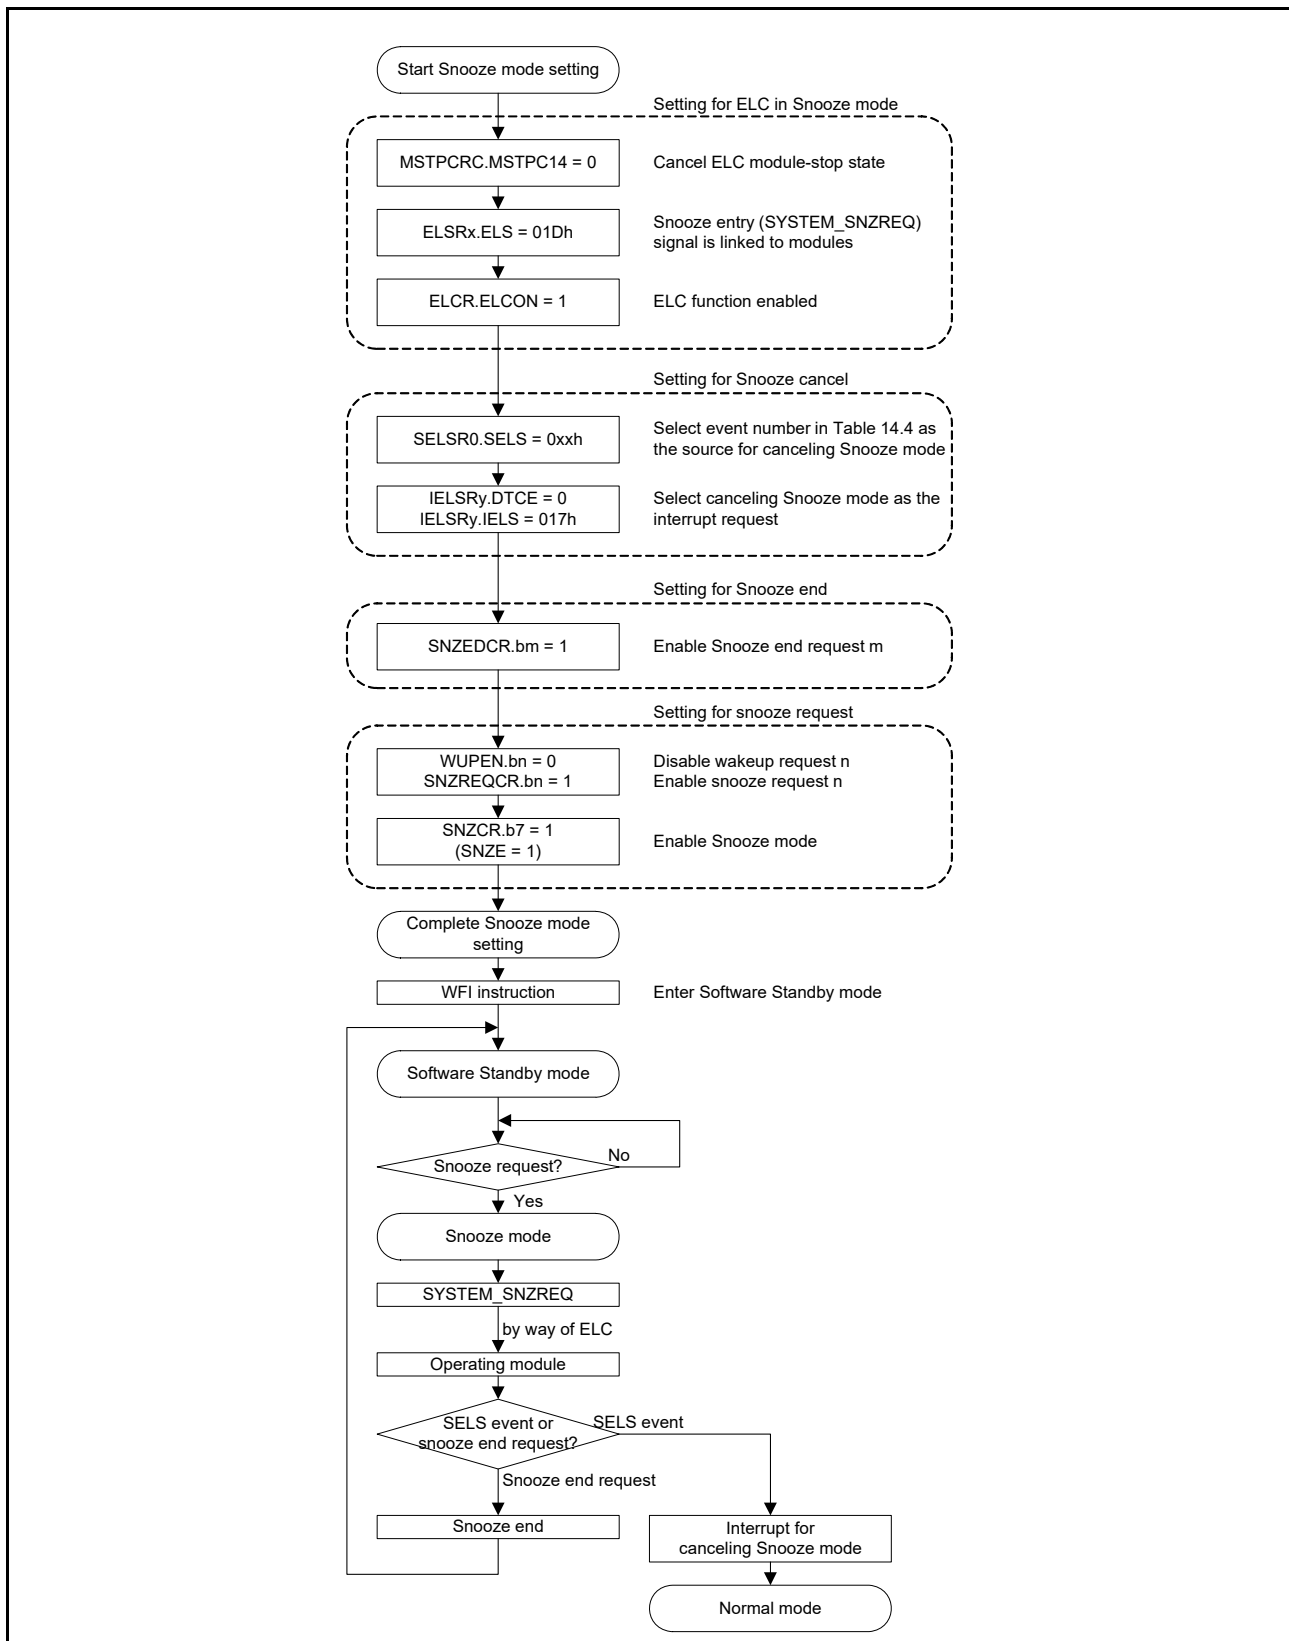 Start Snooze mode setting
Setting for ELC in Snooze mode
MSTPCRC.MSTPC14 = 0
Cancel ELC module-stop state
ELSRx.ELS = 01Dh
Snooze entry (SYSTEM_SNZREQ)
signal is linked to modules
ELCR.ELCON = 1
ELC function enabled
Setting for Snooze cancel
SELSR0.SELS = 0xxh
Select event number in Table 14.4 as
the source for canceling Snooze mode
IELSRy.DTCE = 0
IELSRy.IELS = 017h
Select canceling Snooze mode as the
interrupt request
Setting for Snooze end
SNZEDCR.bm = 1
Enable Snooze end request m
Setting for snooze request
WUPEN.bn = 0
SNZREQCR.bn = 1
Disable wakeup request n
Enable snooze request n
SNZCR.b7 = 1
(SNZE = 1)
Enable Snooze mode
Complete Snooze mode
setting
WFI instruction
Enter Software Standby mode
Software Standby mode
Snooze request?
No
Yes
Snooze mode
SYSTEM_SNZREQ
by way of ELC
Operating module
SELS event or
snooze end request?
SELS event
Snooze end request
Snooze end
Interrupt for
canceling Snooze mode
Normal mode